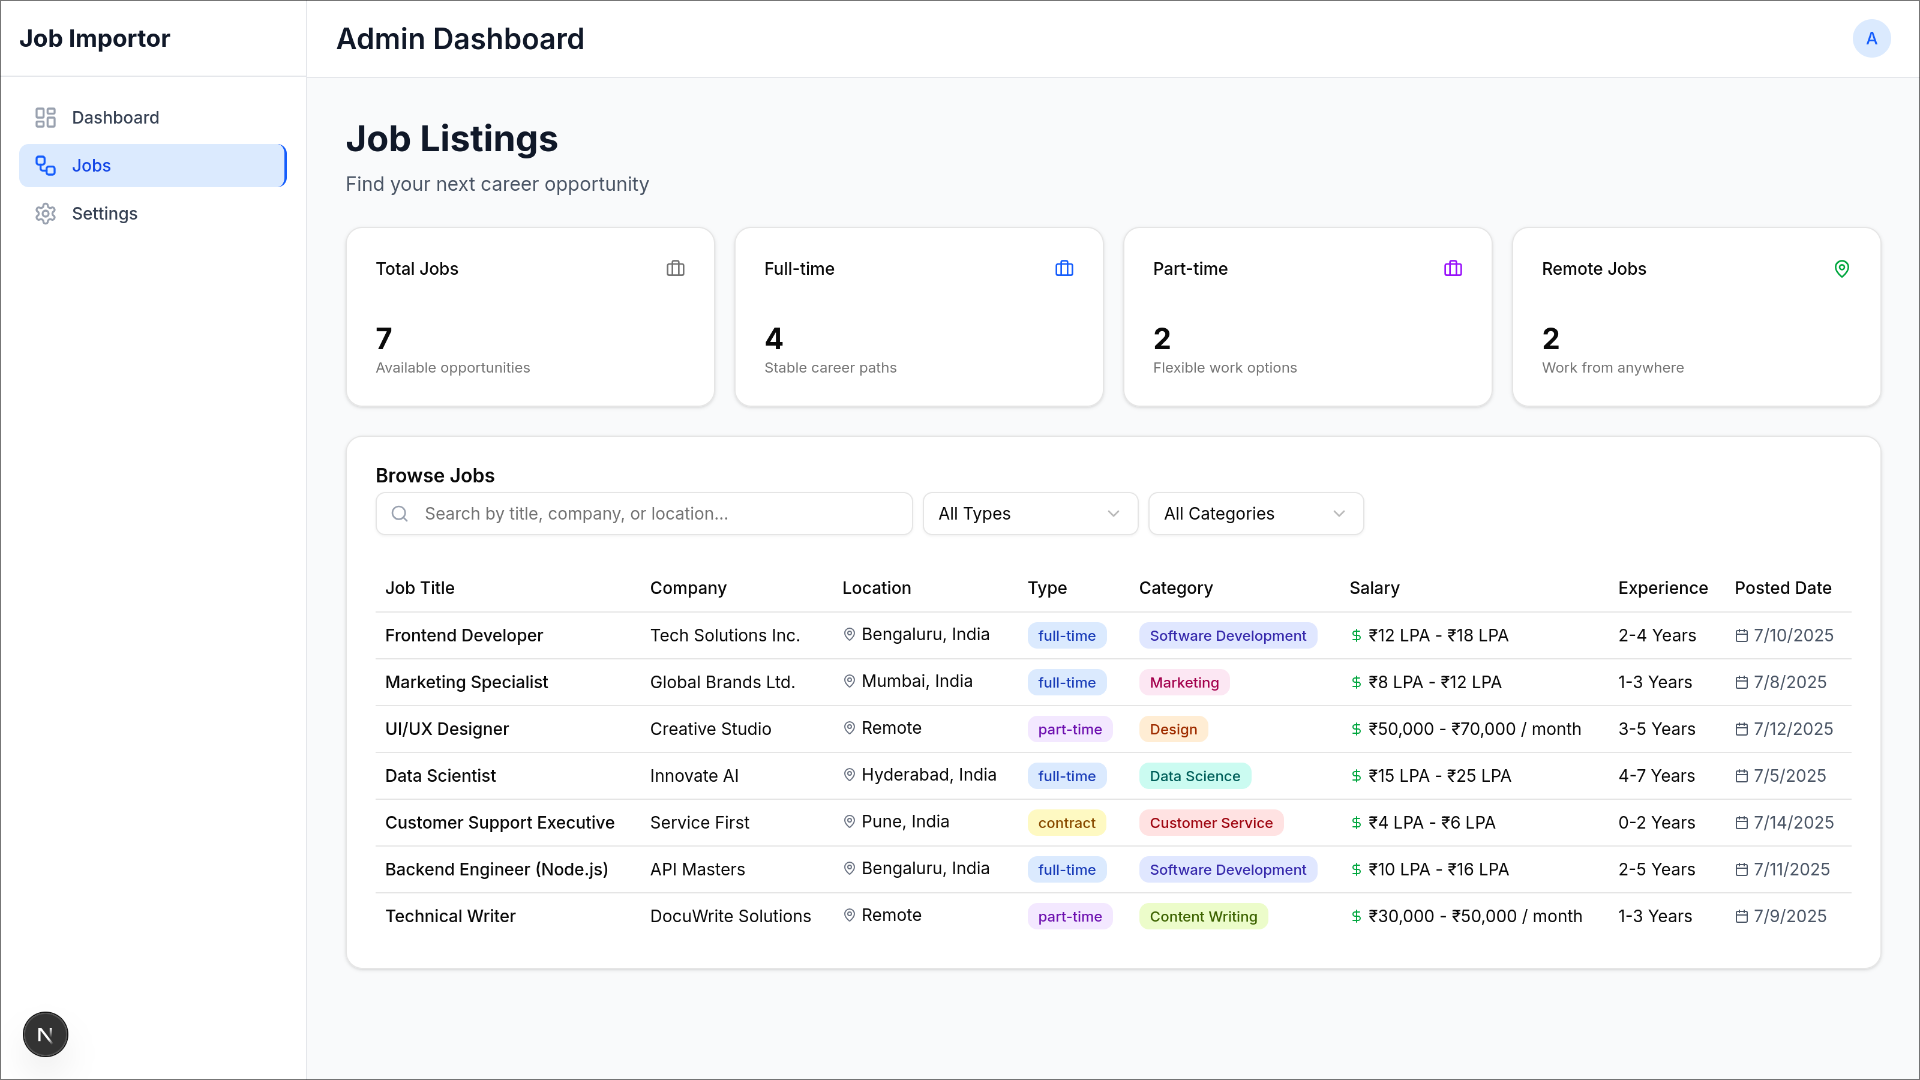 Job Importor
Admin Dashboard
A
Dashboard
Jobs
Settings
Job Listings
Find your next career opportunity
Total Jobs
7
Available opportunities
Full-time
4
Stable career paths
Part-time
2
Flexible work options
Remote Jobs
2
Work from anywhere
Browse Jobs
Search by title, company, or location...
All Types
All Categories
Job Title Company Location Type Category Salary Experience Posted Date
Frontend Developer Tech Solutions Inc. Bengaluru, India full-time Software Development $ ₹12 LPA - ₹18 LPA 2-4 Years 7/10/2025
Marketing Specialist Global Brands Ltd. Mumbai, India full-time Marketing $ ₹8 LPA - ₹12 LPA 1-3 Years 7/8/2025
UI/UX Designer Creative Studio Remote part-time Design $ ₹50,000 - ₹70,000 / month 3-5 Years 7/12/2025
Data Scientist Innovate AI Hyderabad, India full-time Data Science $ ₹15 LPA - ₹25 LPA 4-7 Years 7/5/2025
Customer Support Executive Service First Pune, India contract Customer Service $ ₹4 LPA - ₹6 LPA 0-2 Years 7/14/2025
Backend Engineer (Node.js) API Masters Bengaluru, India full-time Software Development $ ₹10 LPA - ₹16 LPA 2-5 Years 7/11/2025
Technical Writer DocuWrite Solutions Remote part-time Content Writing $ ₹30,000 - ₹50,000 / month 1-3 Years 7/9/2025
N